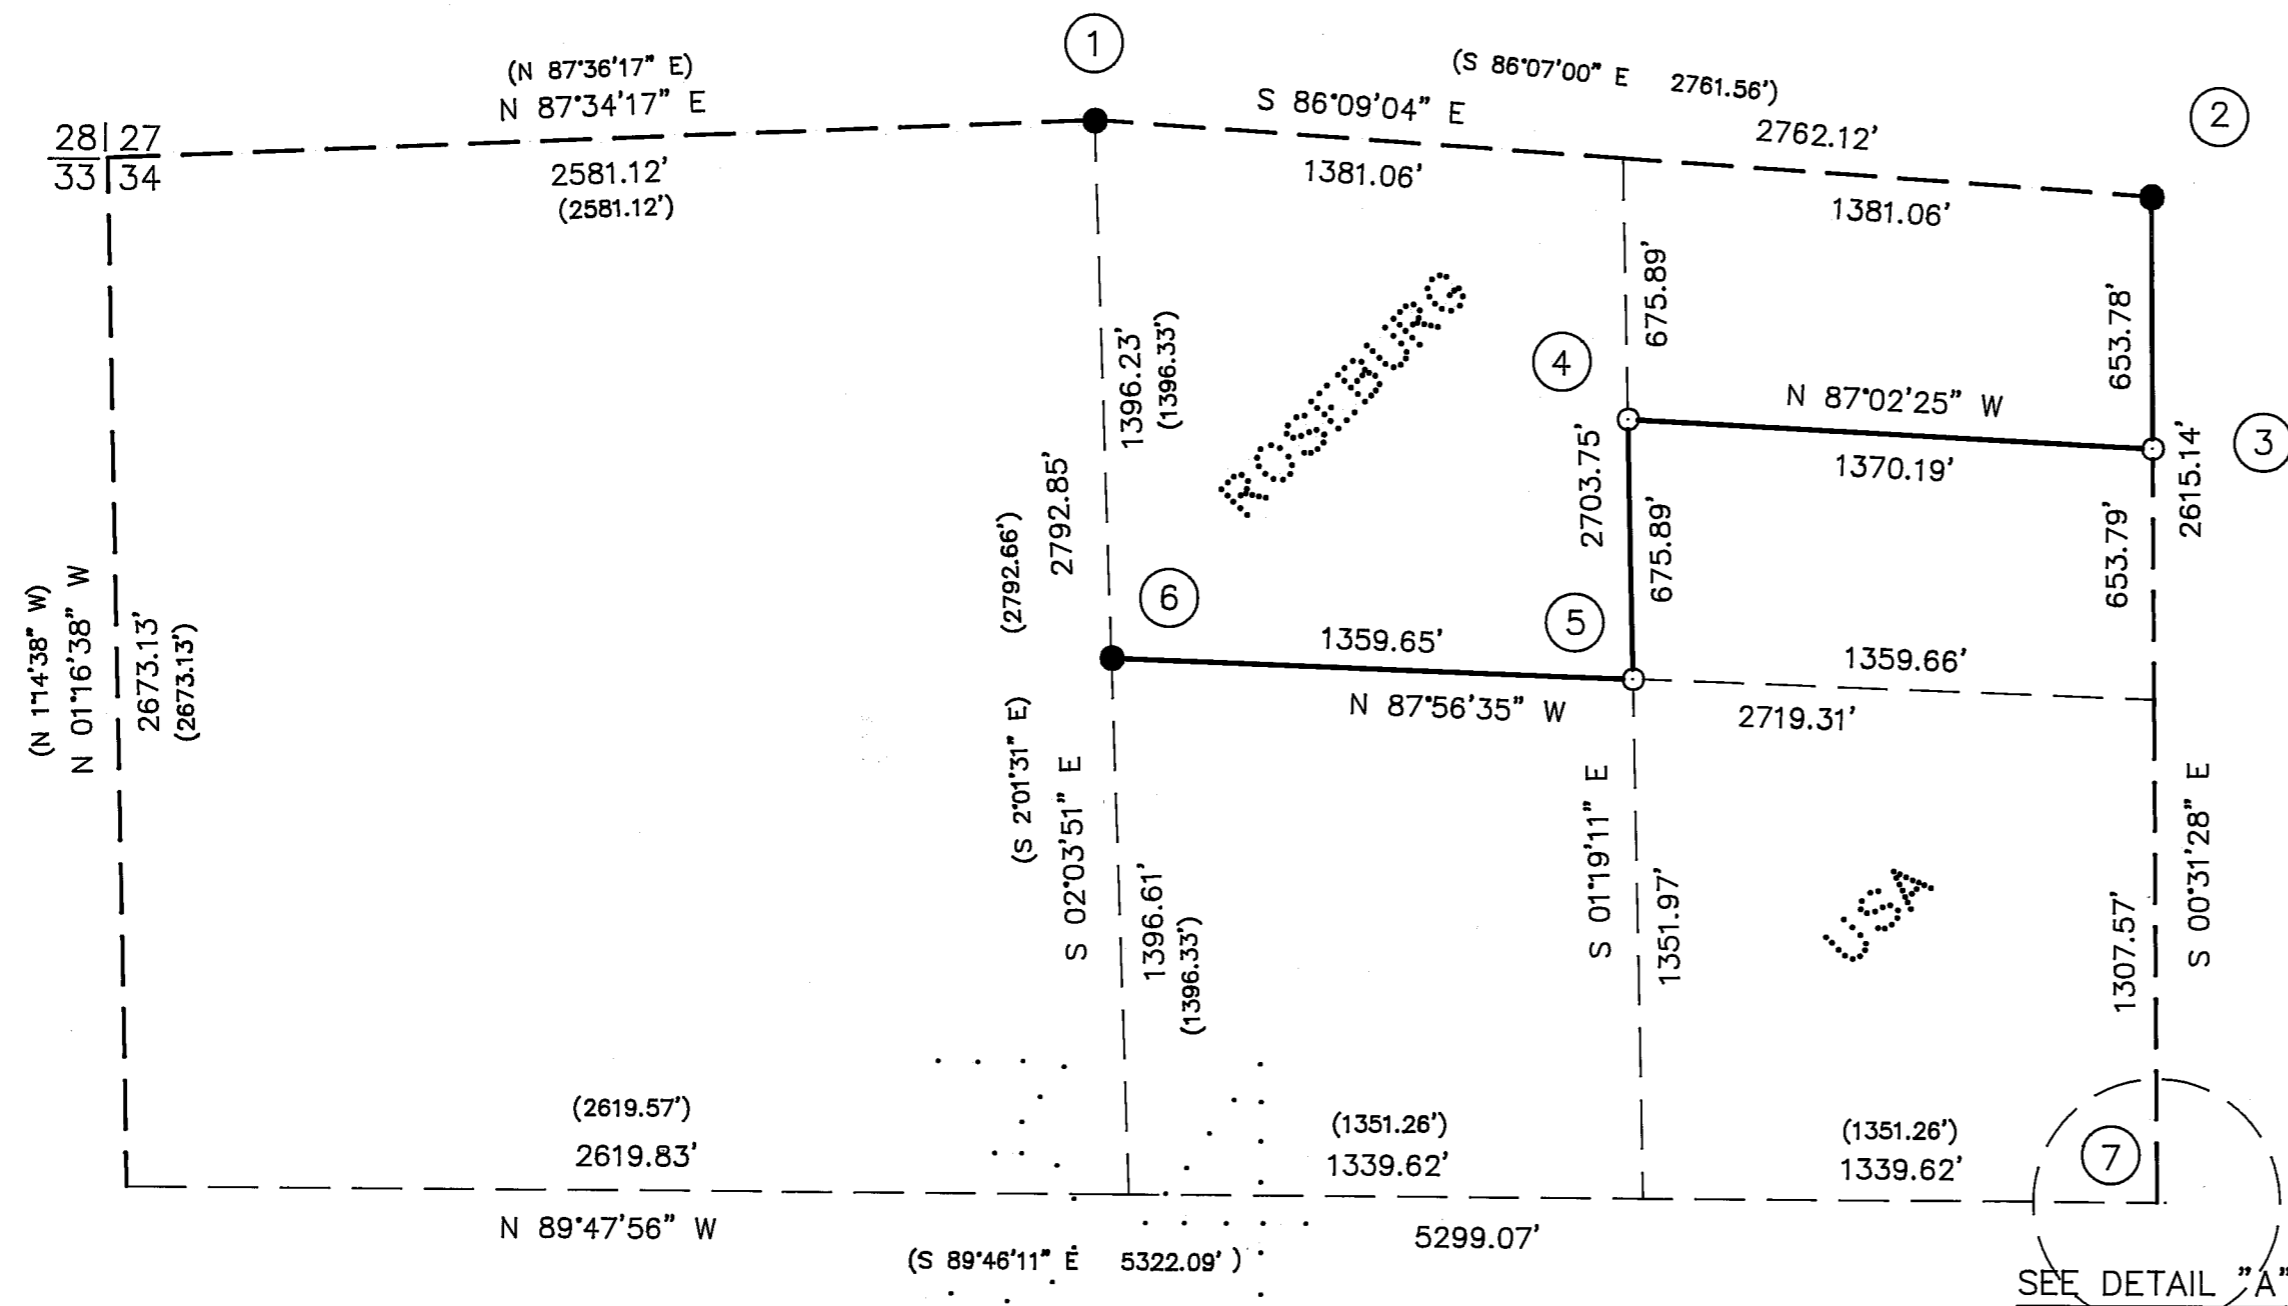 1
(N 87°36'17" E)
N 87°34'17" E
(S 86°07'00" E 2761.56')
S 86°09'04" E
2762.12'
2
28 27
33 34
2581.12'
(2581.12')
1381.06'
1381.06'
675.89'
653.78'
1396.23'
(1396.33')
ROSEBURG
4
N 87°02'25" W
1370.19'
3
2615.14'
2703.75'
675.89'
653.79'
2792.85'
(2792.66')
6
5
1359.65'
1359.66'
N 87°56'35" W
2719.31'
(N 1°14'38" W)
N 01°16'38" W
2673.13'
(2673.13')
(S 2°01'31" E)
S 02°03'51" E
1396.61'
(1396.33')
S 01°19'11" E
1351.97'
USA
1307.57'
S 00°31'28" E
(2619.57')
2619.83'
(1351.26')
1339.62'
(1351.26')
1339.62'
7
N 89°47'56" W
(S 89°46'11" E 5322.09' )
5299.07'
SEE DETAIL "A"